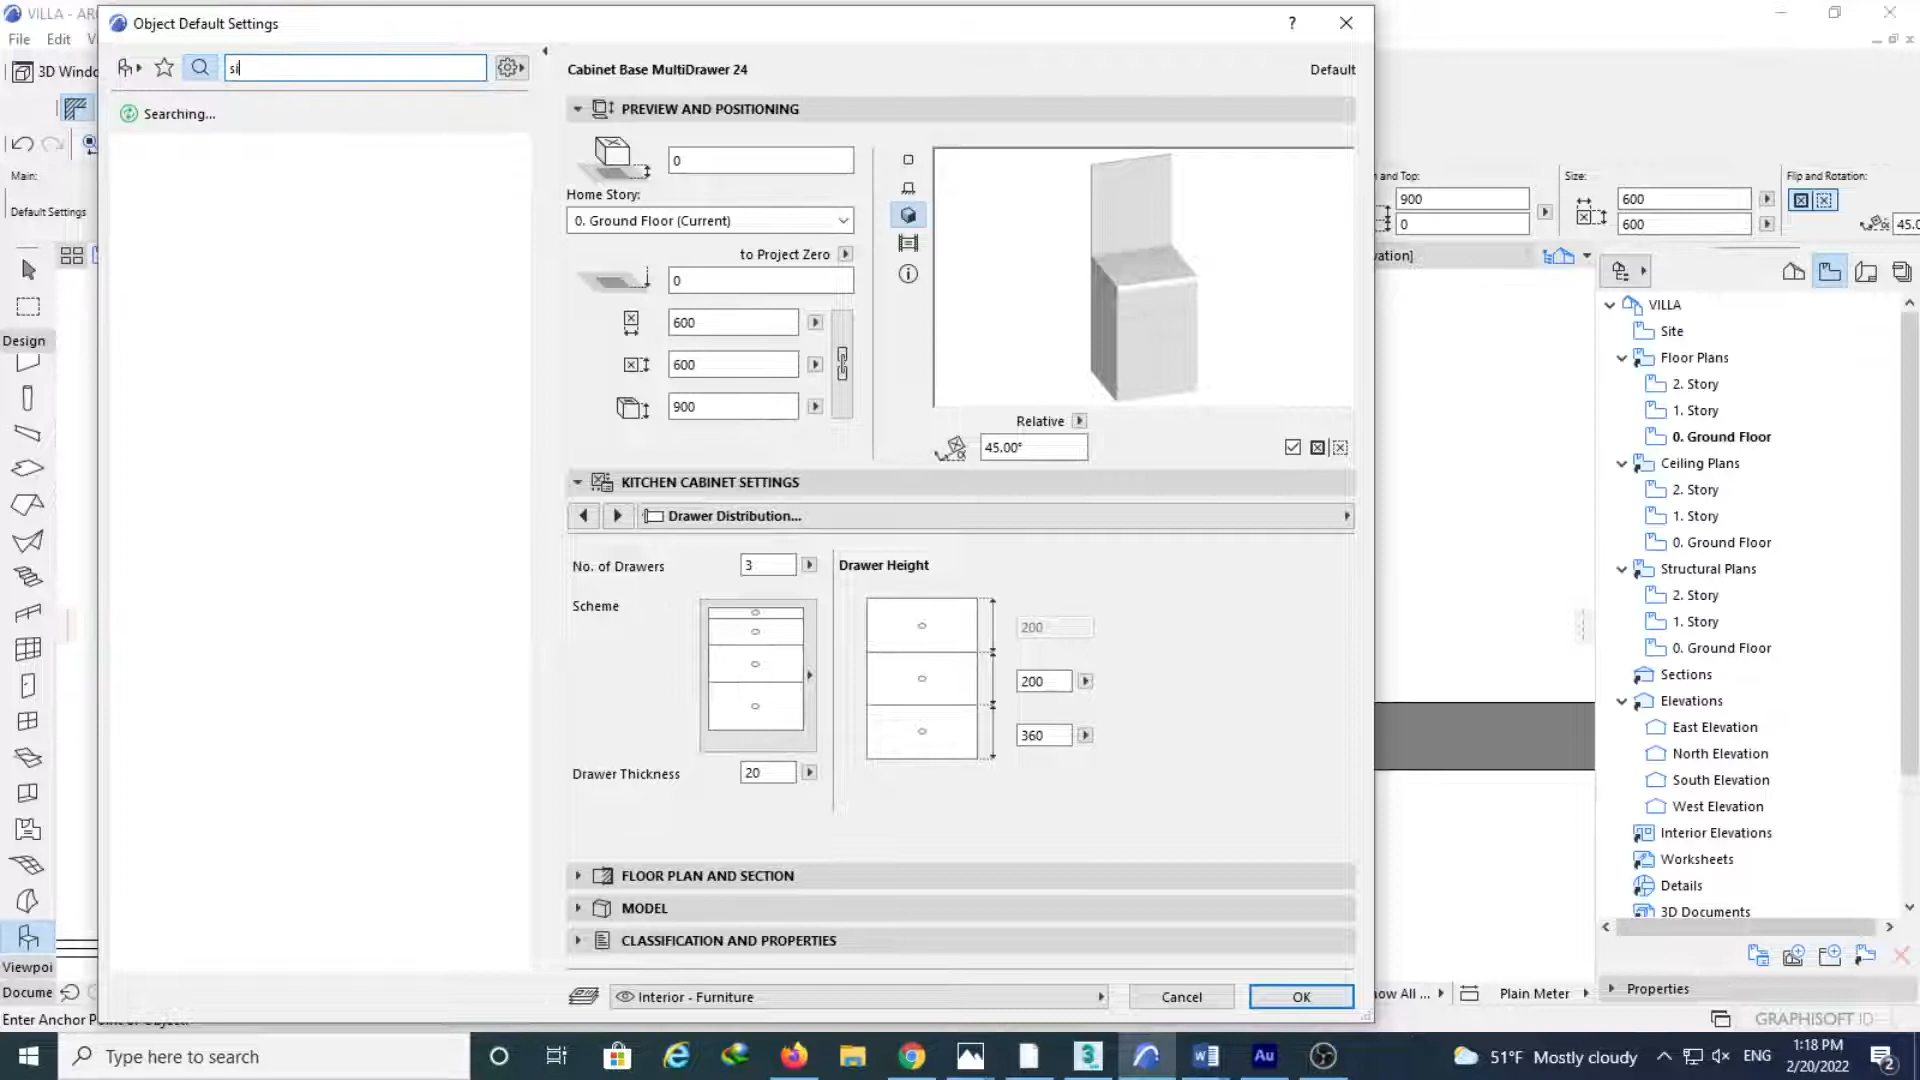 VILLA - AR
File Edit V
3D Windo
Main:
Default Settings
Design
Viewpoi
Docume
Object Default Settings
?
si
Searching...
Cabinet Base MultiDrawer 24
Default
PREVIEW AND POSITIONING
0
Home Story:
0. Ground Floor (Current)
to Project Zero
0
600
600
900
Relative
45.00°
KITCHEN CABINET SETTINGS
Drawer Distribution...
No. of Drawers
3
Drawer Height
Scheme
200
200
360
Drawer Thickness
20
FLOOR PLAN AND SECTION
MODEL
CLASSIFICATION AND PROPERTIES
Interior - Furniture
Cancel
OK
and Top:
900
0
Size:
600
600
Flip and Rotation:
45.0
vation]
VILLA
Site
Floor Plans
2. Story
1. Story
0. Ground Floor
Ceiling Plans
2. Story
1. Story
0. Ground Floor
Structural Plans
2. Story
1. Story
0. Ground Floor
Sections
Elevations
East Elevation
North Elevation
South Elevation
West Elevation
Interior Elevations
Worksheets
Details
3D Documents
Properties
how All ...
Plain Meter
GRAPHISOFT ID
Enter Anchor Point of Object.
Type here to search
Au
51°F Mostly cloudy
ENG
1:18 PM
2/20/2022
2